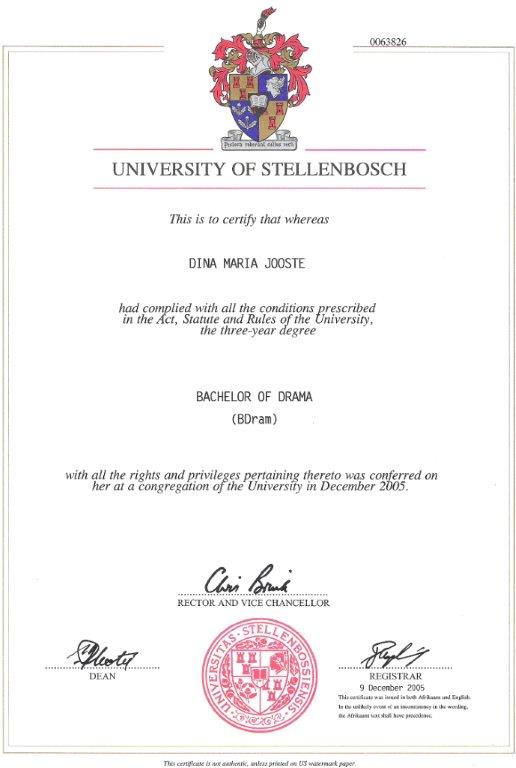 0063826
Pectora roborant cultus recti
UNIVERSITY OF STELLENBOSCH
This is to certify that whereas
DINA MARIA JOOSTE
had complied with all the conditions prescribed
in the Act, Statute and Rules of the University,
the three-year degree
BACHELOR OF DRAMA
(BDram)
with all the rights and privileges pertaining thereto was conferred on
her at a congregation of the University in December 2005.
Chris Brink
RECTOR AND VICE CHANCELLOR
UNIVERSITAS STELLENBOSSIENSIS
DEAN
REGISTRAR
9 December 2005
This certificate was issued in both Afrikaans and English.
In the unlikely event of an inconsistency in the wording,
the Afrikaans text shall have precedence.
This certificate is not authentic, unless printed on US watermark paper.